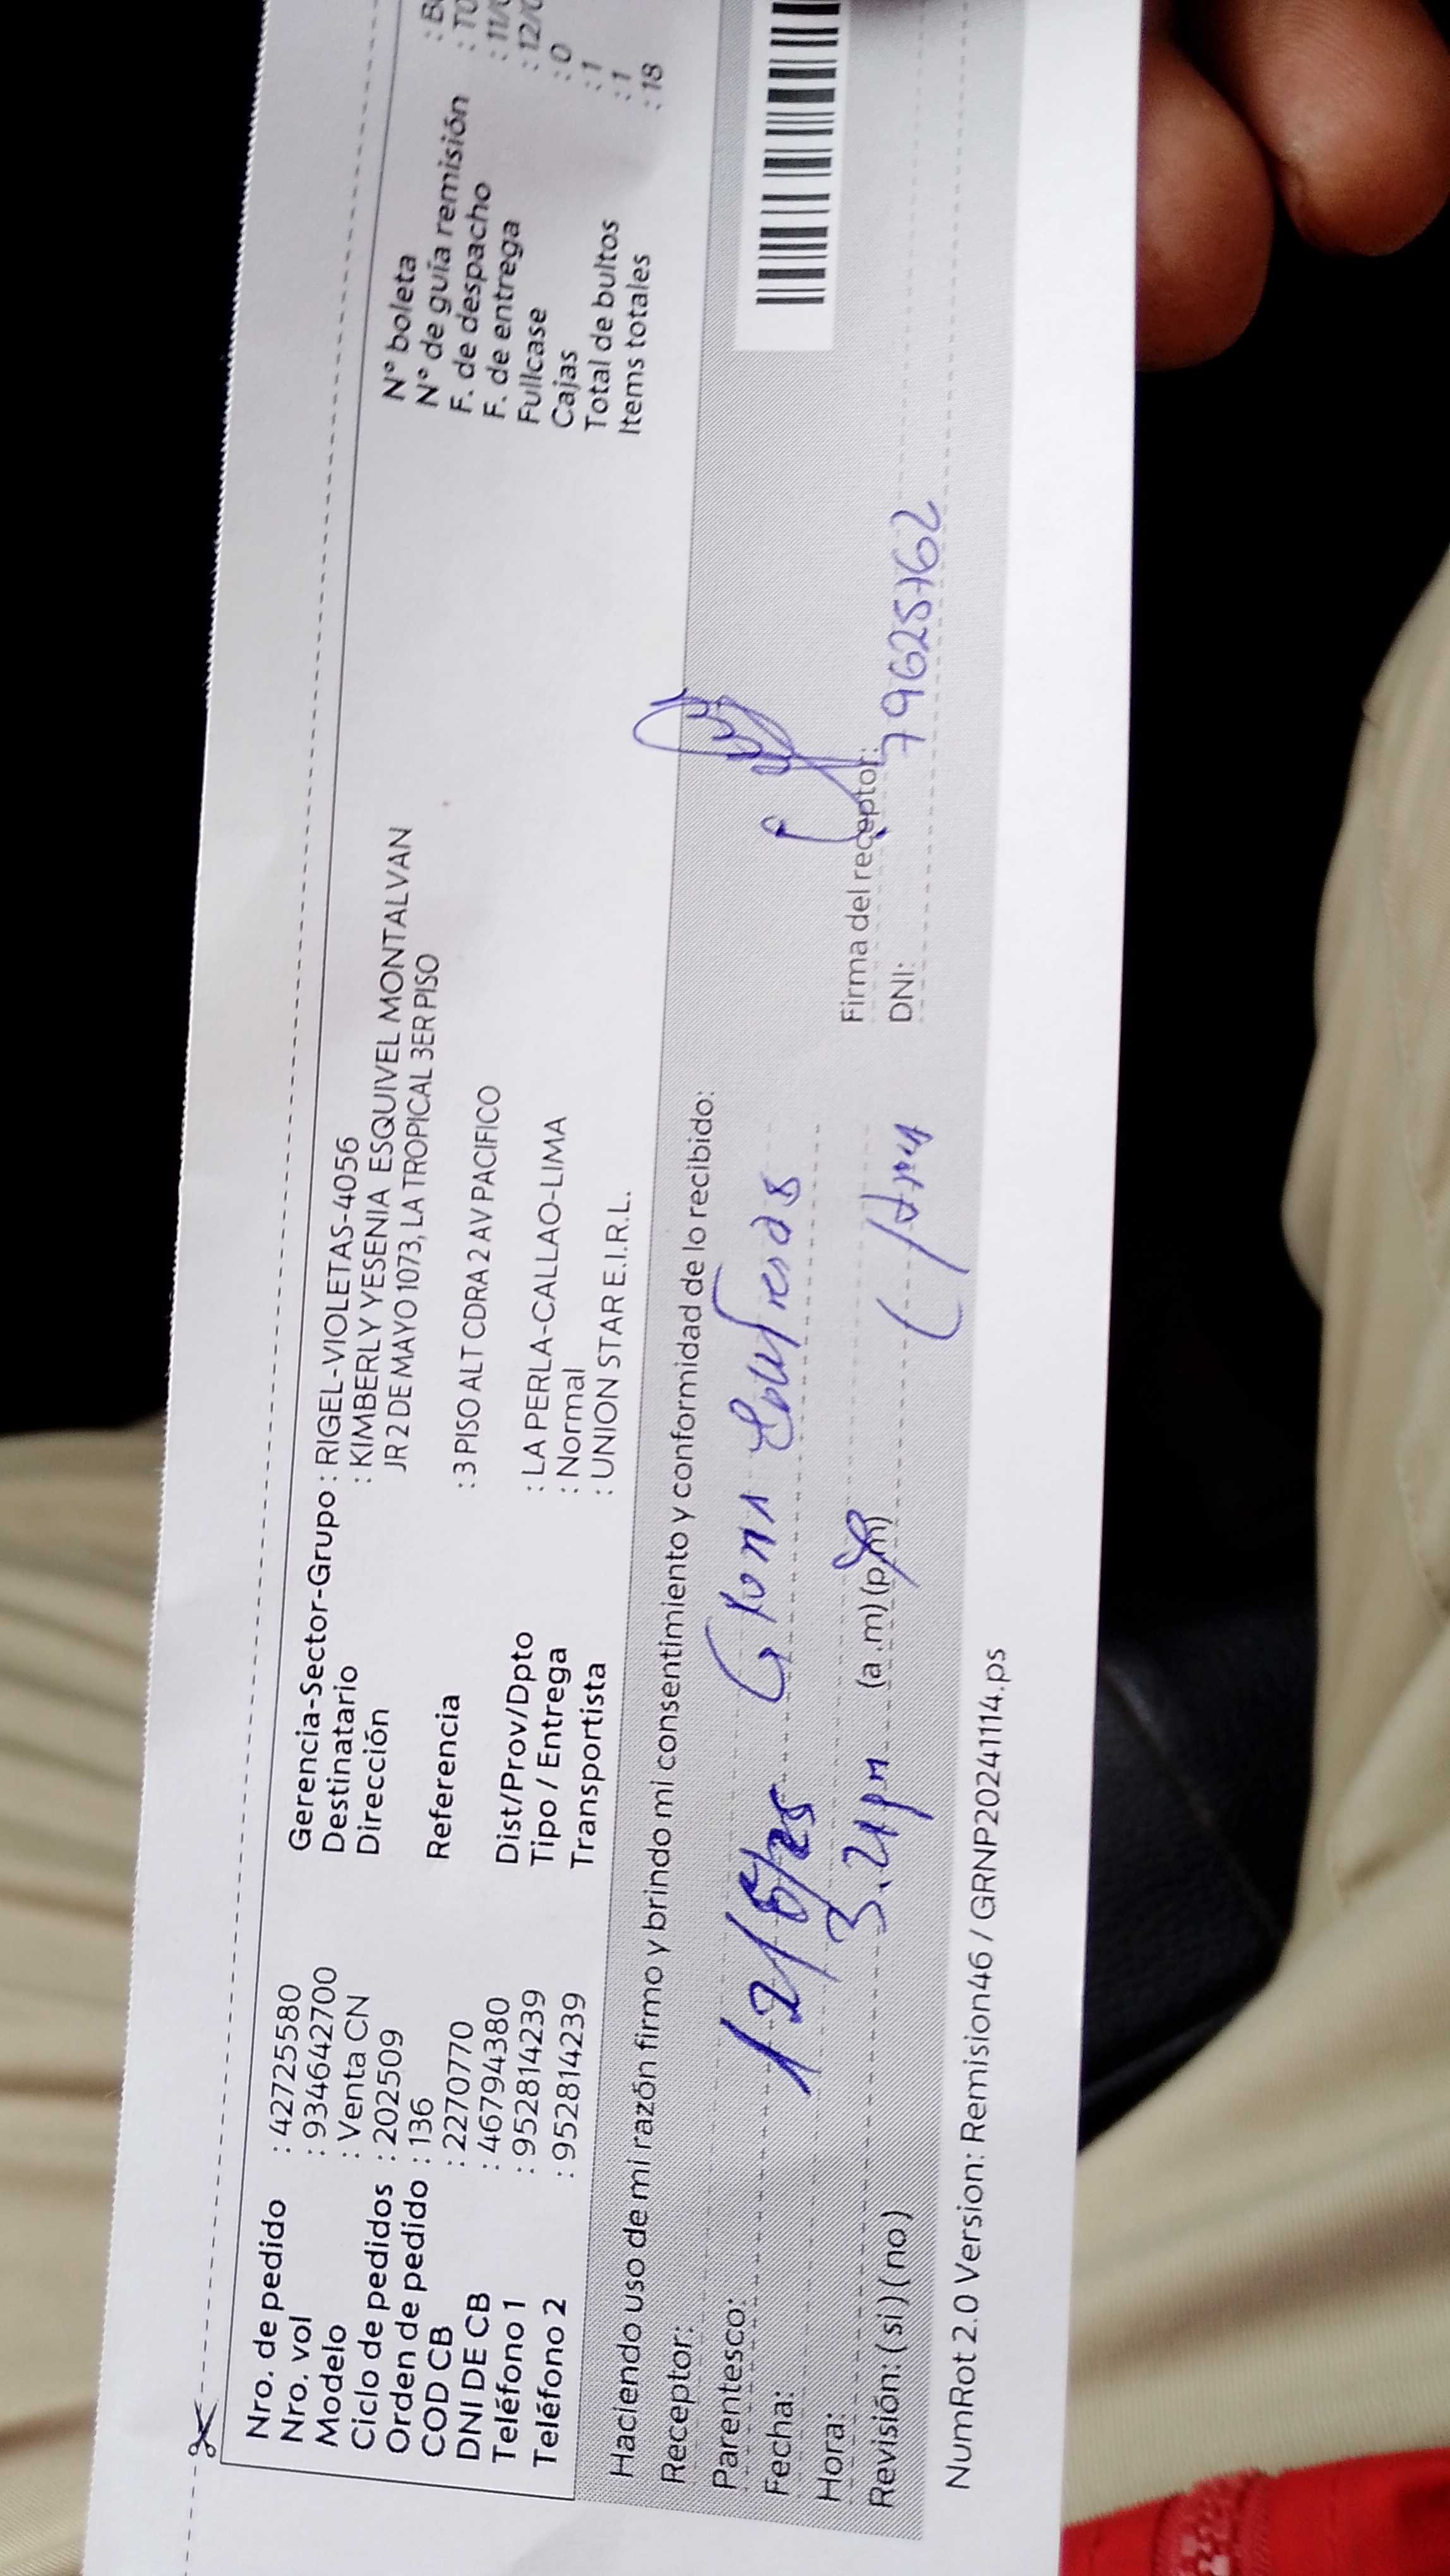 Nro. de pedido : 42725580
Nro. vol : 934642700
Modelo : Venta CN
Ciclo de pedidos : 202509
Orden de pedido : 136
COD CB : 2270770
DNI DE CB : 46794380
Teléfono 1 : 952814239
Teléfono 2 : 952814239
Gerencia-Sector-Grupo : RIGEL-VIOLETAS-4056
Destinatario : KIMBERLY YESENIA ESQUIVEL MONTALVAN
Dirección JR 2 DE MAYO 1073, LA TROPICAL 3ER PISO
Referencia : 3 PISO ALT CDRA 2 AV PACIFICO
Dist/Prov/Dpto : LA PERLA-CALLAO-LIMA
Tipo / Entrega : Normal
Transportista : UNION STAR E.I.R.L.
N° boleta
N° de guía remisión
F. de despacho : 11/
F. de entrega : 12/
Fullcase : 0
Cajas : 1
Total de bultos : 1
Items totales : 18
Haciendo uso de mi razón firmo y brindo mi consentimiento y conformidad de lo recibido:
Receptor:
Parentesco:
Fecha:
Hora: (a .m) (p.m)
Revisión: ( si ) ( no )
Firma del receptor:
DNI: 79625762
NumRot 2.0 Version: Remision46 / GRNP20241114.ps